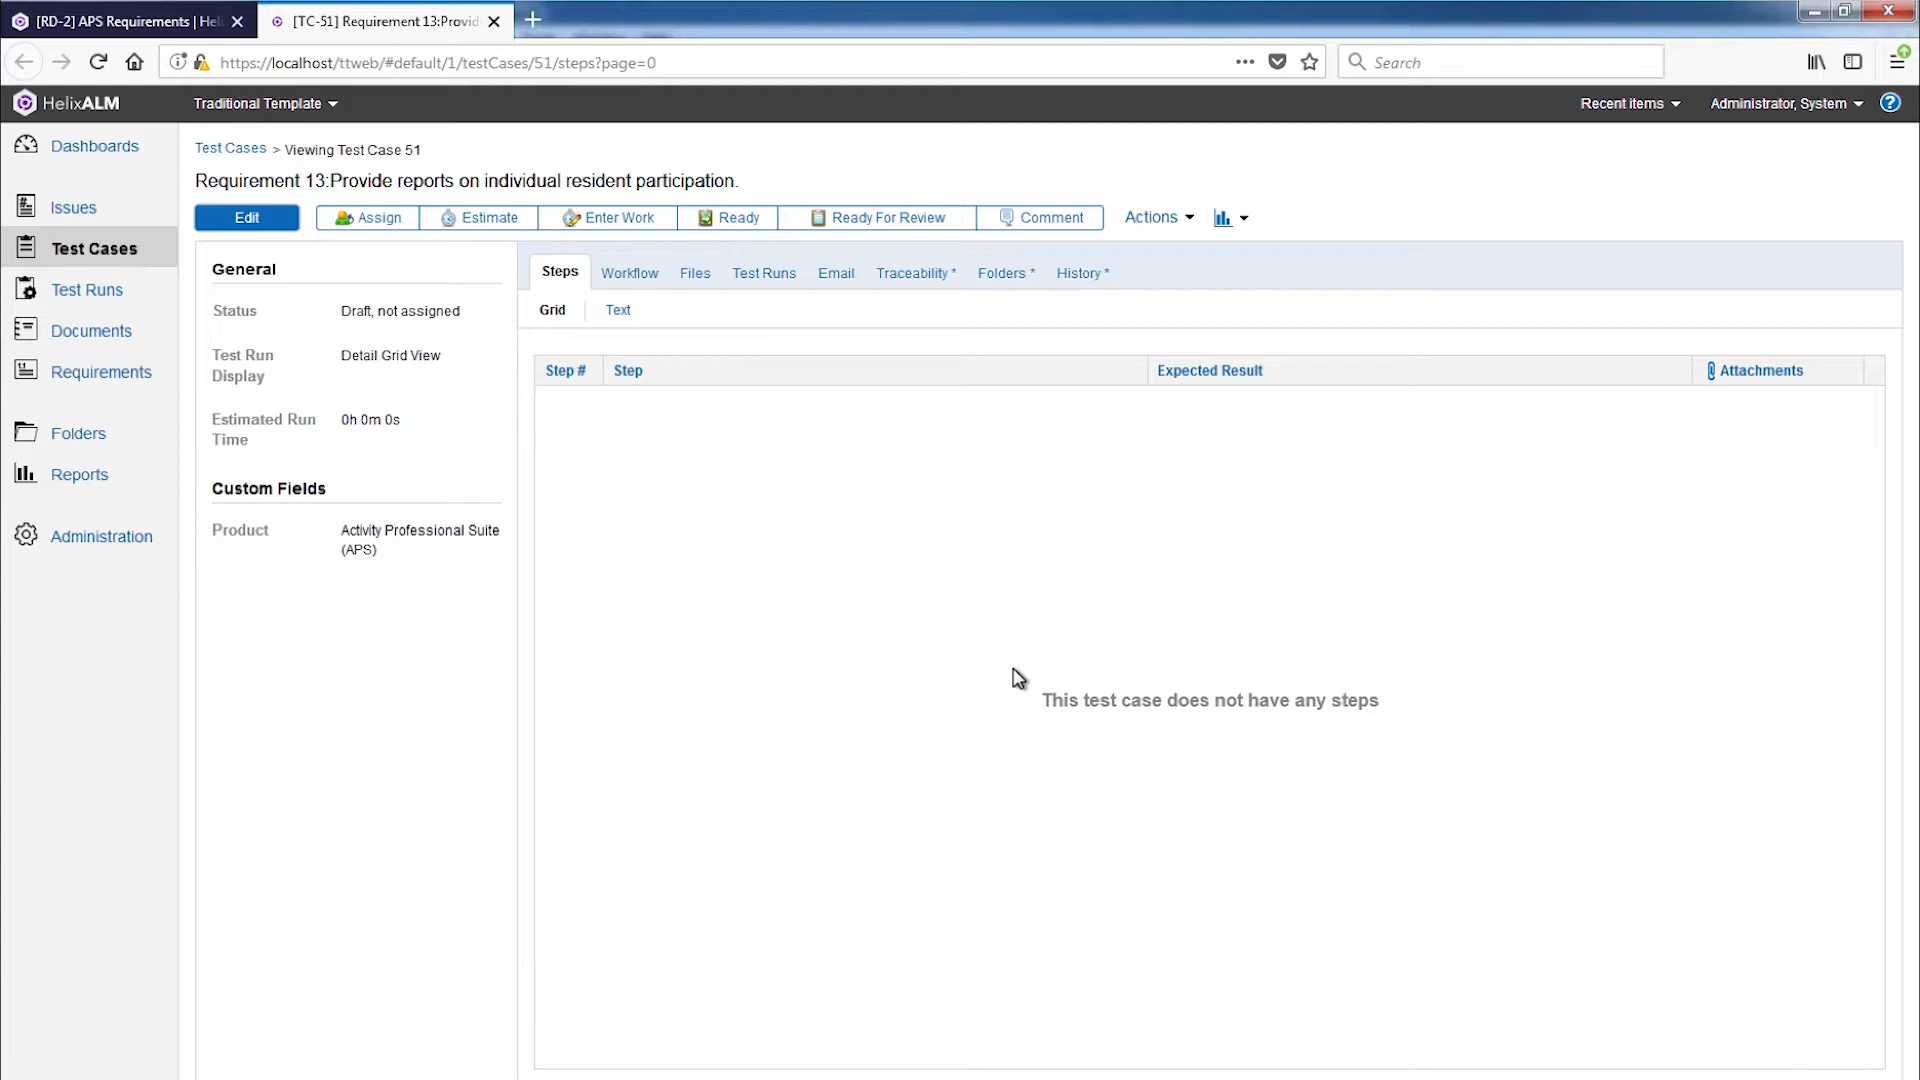 [RD-2] APS Requirements | Hel
[TC-51] Requirement 13:Provid
https://localhost/ttweb/#default/1/testCases/51/steps?page=0
Search
HelixALM
Traditional Template
Recent items
Administrator, System
?
Dashboards
Issues
Test Cases
Test Runs
Documents
Requirements
Folders
Reports
Administration
Test Cases > Viewing Test Case 51
Requirement 13:Provide reports on individual resident participation.
Edit
Assign
Estimate
Enter Work
Ready
Ready For Review
Comment
Actions
General
Status
Draft, not assigned
Test Run Display
Detail Grid View
Estimated Run Time
0h 0m 0s
Custom Fields
Product
Activity Professional Suite (APS)
Steps
Workflow
Files
Test Runs
Email
Traceability *
Folders *
History *
Grid
Text
Step #
Step
Expected Result
Attachments
This test case does not have any steps